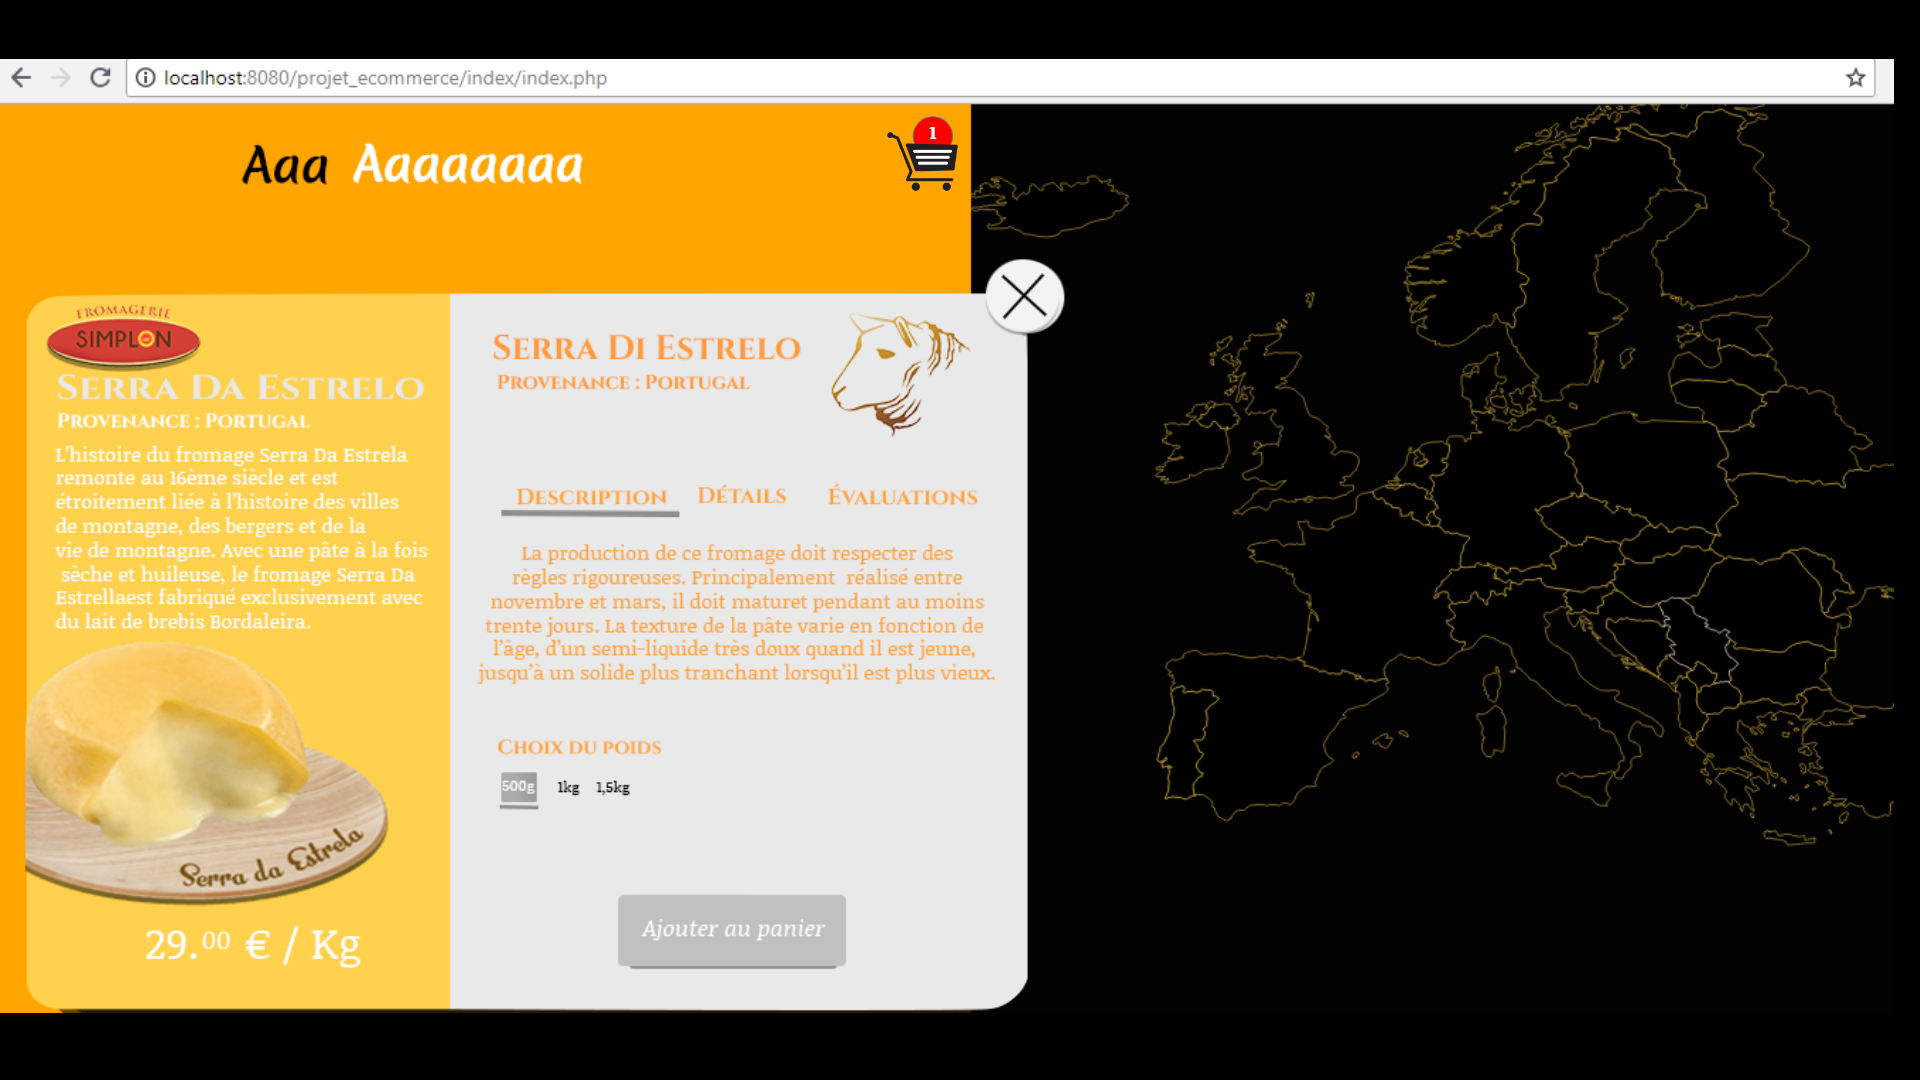 localhost:8080/projet_ecommerce/index/index.php
Aaa Aaaaaaaa
1
FROMAGERIE
SIMPLON
Serra Da Estrelo
Provenance : Portugal
L'histoire du fromage Serra Da Estrela
remonte au 16ème siècle et est
étroitement liée à l'histoire des villes
de montagne, des bergers et de la
vie de montagne. Avec une pâte à la fois
sèche et huileuse, le fromage Serra Da
Estrellaest fabriqué exclusivement avec
du lait de brebis Bordaleira.
Serra da Estrela
29.00 € / Kg
Serra Di Estrelo
Provenance : Portugal
Description Détails Évaluations
La production de ce fromage doit respecter des
règles rigoureuses. Principalement réalisé entre
novembre et mars, il doit maturet pendant au moins
trente jours. La texture de la pâte varie en fonction de
l'âge, d'un semi-liquide très doux quand il est jeune,
jusqu'à un solide plus tranchant lorsqu'il est plus vieux.
Choix du poids
500g 1kg 1,5kg
Ajouter au panier